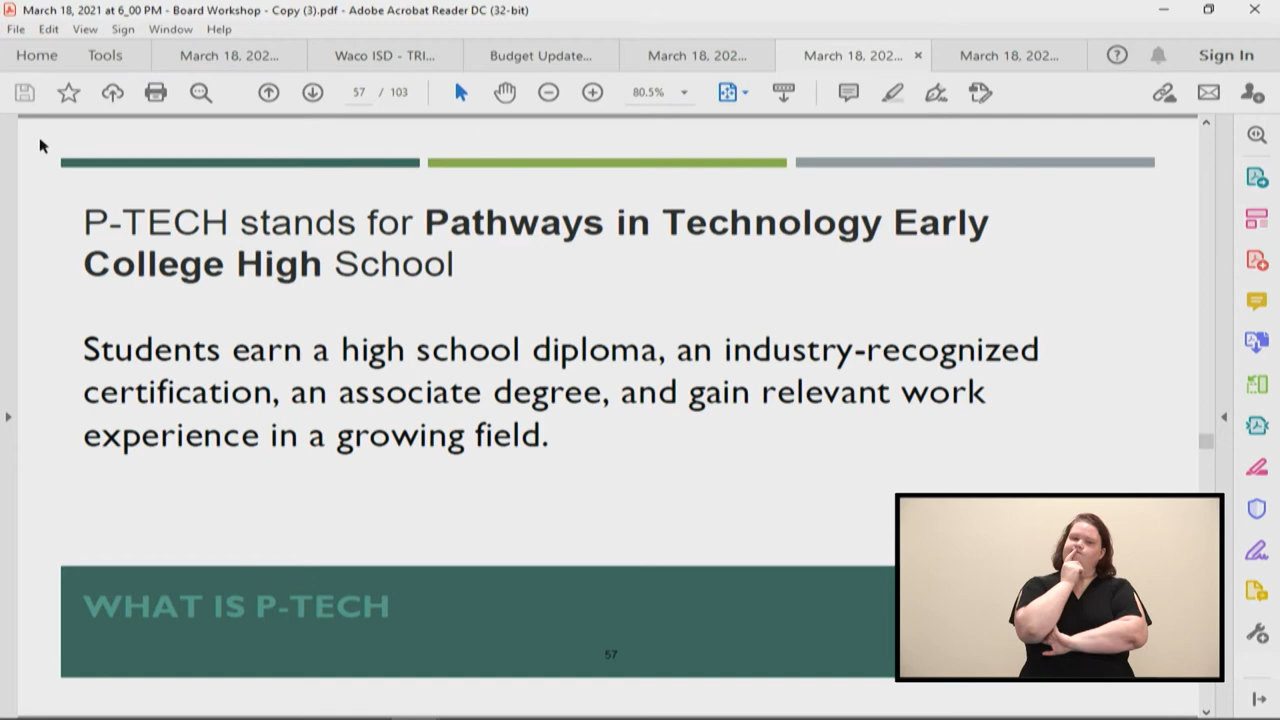 March 18, 2021 at 6_00 PM - Board Workshop - Copy (3).pdf - Adobe Acrobat Reader DC (32-bit)
File Edit View Sign Window Help
Home Tools March 18, 202... Waco ISD - TRI... Budget Update... March 18, 202... March 18, 202... × March 18, 202... ? Sign In
57 / 103 80.5%
P-TECH stands for Pathways in Technology Early
College High School
Students earn a high school diploma, an industry-recognized
certification, an associate degree, and gain relevant work
experience in a growing field.
WHAT IS P-TECH
57